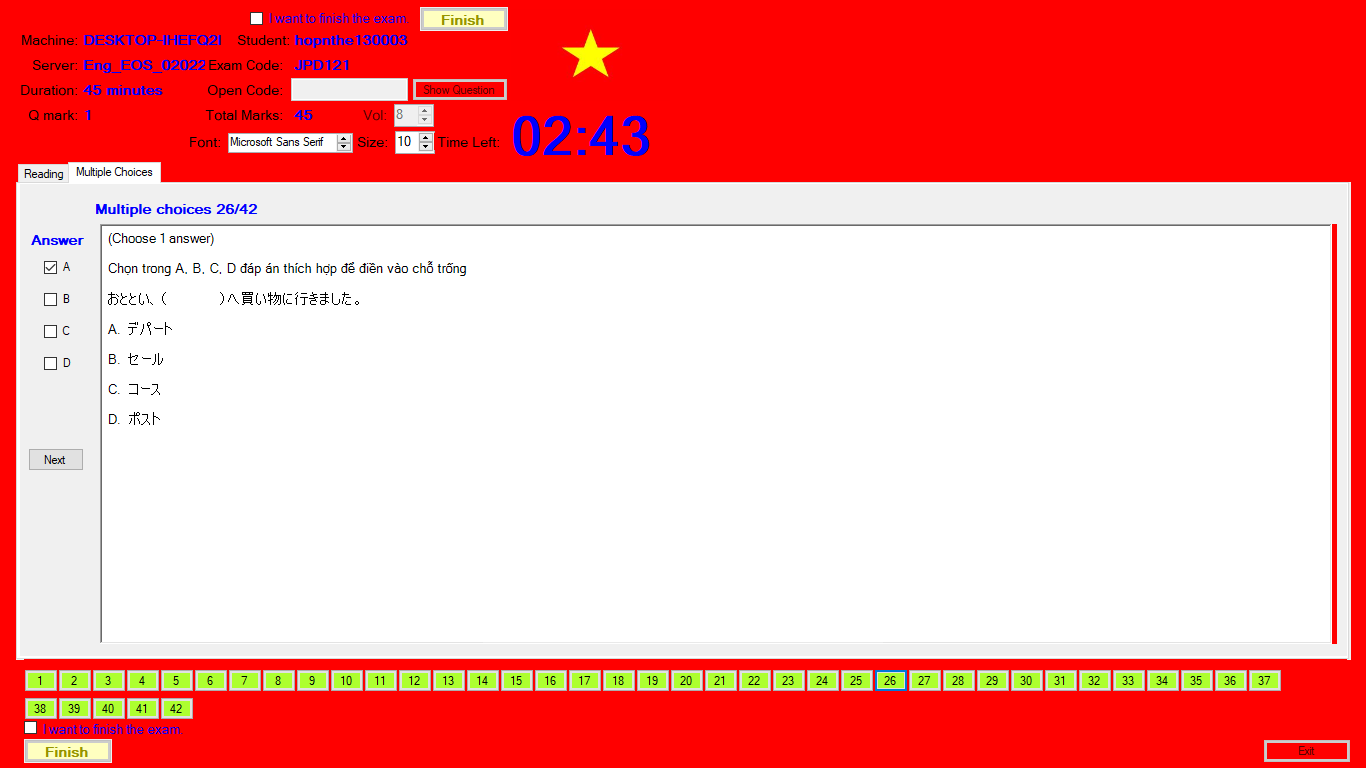 I want to finish the exam. Finish
Machine: DESKTOP-IHEFQ2I Student: hopnthe130003
Server: Eng_EOS_02022 Exam Code: JPD121
Duration: 45 minutes Open Code: Show Question
Q mark: 1 Total Marks: 45 Vol: 8
Font: Microsoft Sans Serif Size: 10 Time Left: 02:43
Reading Multiple Choices
Multiple choices 26/42
Answer
(Choose 1 answer)
A
Chọn trong A, B, C, D đáp án thích hợp để điền vào chỗ trống
B
おととい、（　　　　）へ買い物に行きました。
C
A. デパート
D
B. セール
C. コース
D. ポスト
Next
1 2 3 4 5 6 7 8 9 10 11 12 13 14 15 16 17 18 19 20 21 22 23 24 25 26 27 28 29 30 31 32 33 34 35 36 37
38 39 40 41 42
I want to finish the exam.
Finish
Exit